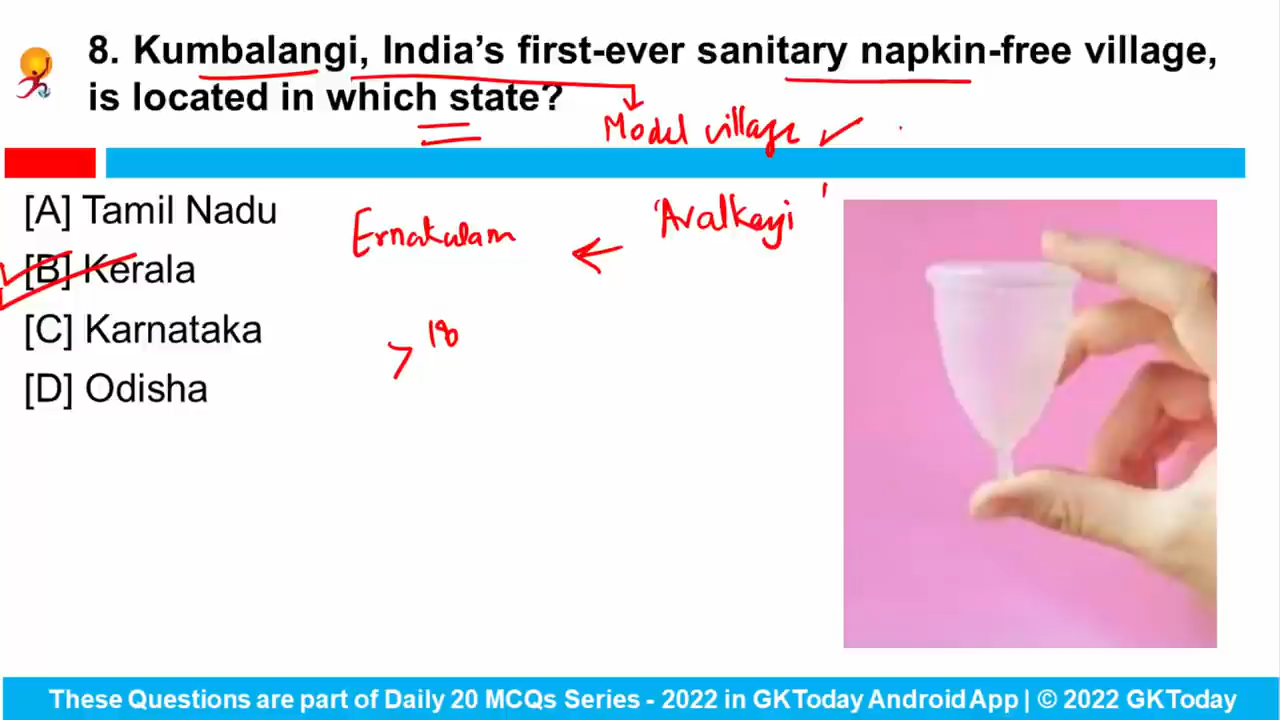 8. Kumbalangi, India's first-ever sanitary napkin-free village,
is located in which state?
Model village
[A] Tamil Nadu
Ernakulam
'Avalkayi'
[B] Kerala
[C] Karnataka
> 18
[D] Odisha
These Questions are part of Daily 20 MCQs Series - 2022 in GKToday Android App | © 2022 GKToday